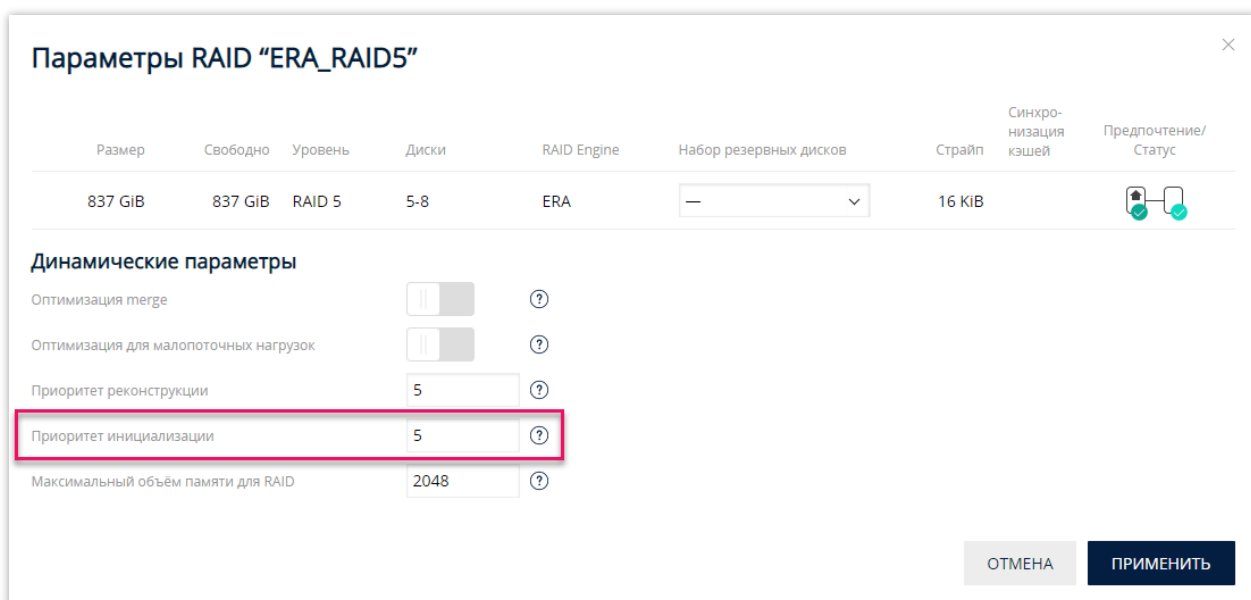 Параметры RAID “ERA_RAID5”
Размер Свободно Уровень Диски RAID Engine Набор резервных дисков Страйп Синхро-
низация
кэшей Предпочтение/
Статус
837 GiB 837 GiB RAID 5 5-8 ERA — 16 KiB
Динамические параметры
Оптимизация merge ?
Оптимизация для малопоточных нагрузок ?
Приоритет реконструкции 5 ?
Приоритет инициализации 5 ?
Максимальный объём памяти для RAID 2048 ?
ОТМЕНА ПРИМЕНИТЬ